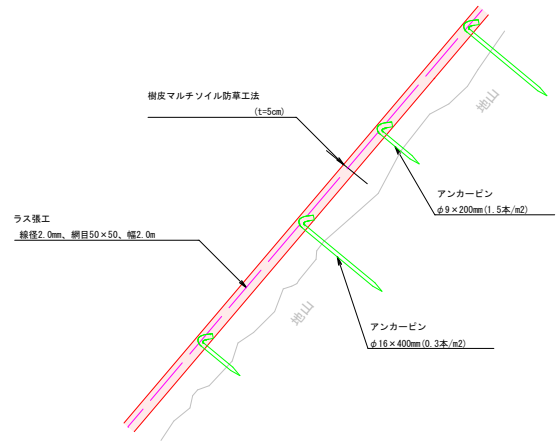 樹皮マルチソイル防草工法
(t=5cm)
地山
アンカーピン
φ9×200mm(1.5本/m2)
ラス張工
線径2.0mm、網目50×50、幅2.0m
地山
アンカーピン
φ16×400mm(0.3本/m2)